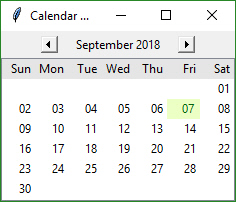 Calendar ...
September 2018
Sun Mon Tue Wed Thu Fri Sat
01
02 03 04 05 06 07 08
09 10 11 12 13 14 15
16 17 18 19 20 21 22
23 24 25 26 27 28 29
30